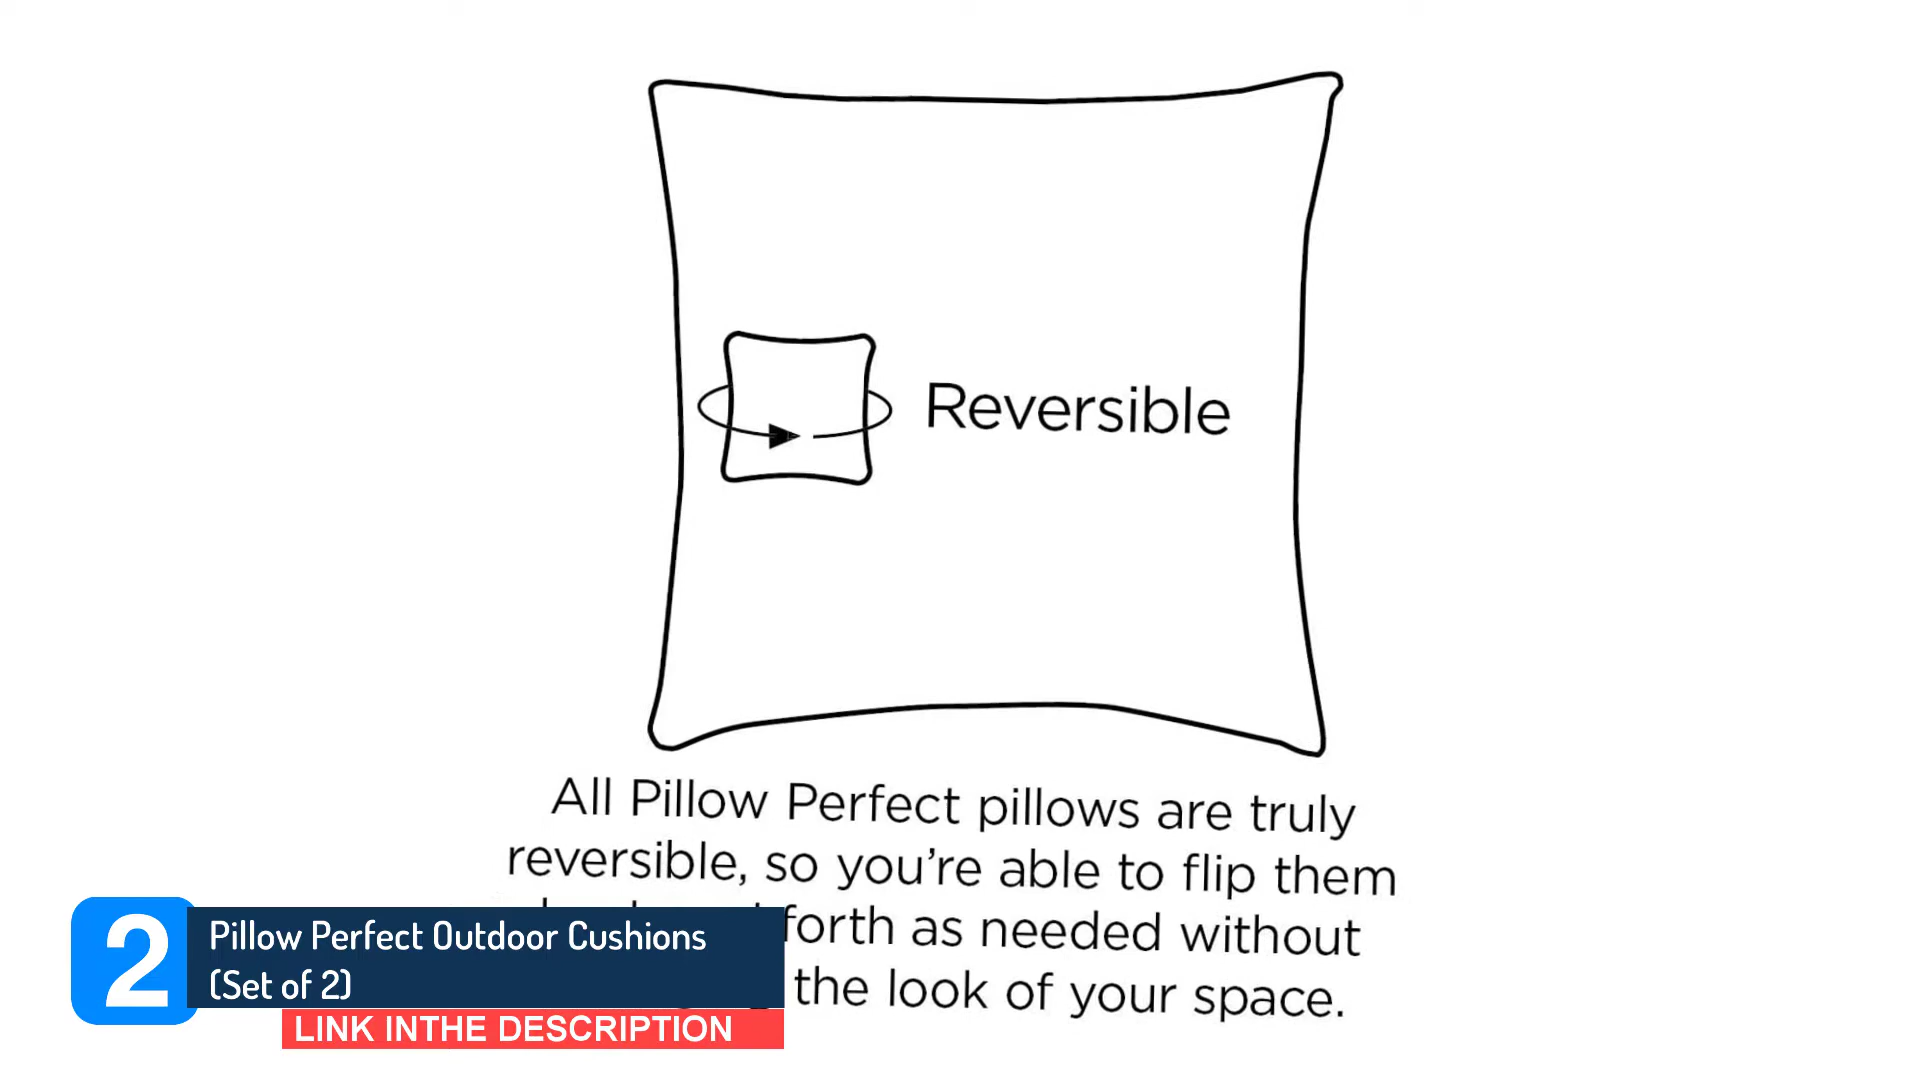 Reversible
All Pillow Perfect pillows are truly
reversible, so you're able to flip them
forth as needed without
the look of your space.
2
Pillow Perfect Outdoor Cushions
(Set of 2)
LINK INTHE DESCRIPTION